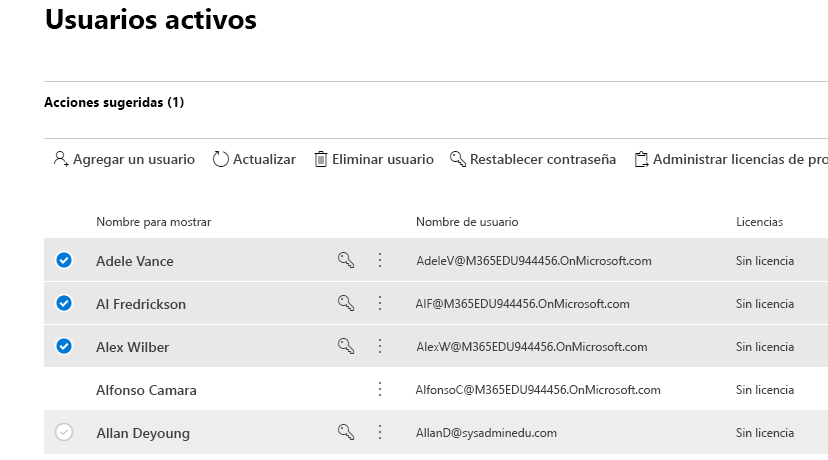 Usuarios activos
Acciones sugeridas (1)
Agregar un usuario Actualizar Eliminar usuario Restablecer contraseña Administrar licencias de pro
Nombre para mostrar Nombre de usuario Licencias
Adele Vance AdeleV@M365EDU944456.OnMicrosoft.com Sin licencia
Al Fredrickson AlF@M365EDU944456.OnMicrosoft.com Sin licencia
Alex Wilber AlexW@M365EDU944456.OnMicrosoft.com Sin licencia
Alfonso Camara AlfonsoC@M365EDU944456.OnMicrosoft.com Sin licencia
Allan Deyoung AllanD@sysadminedu.com Sin licencia